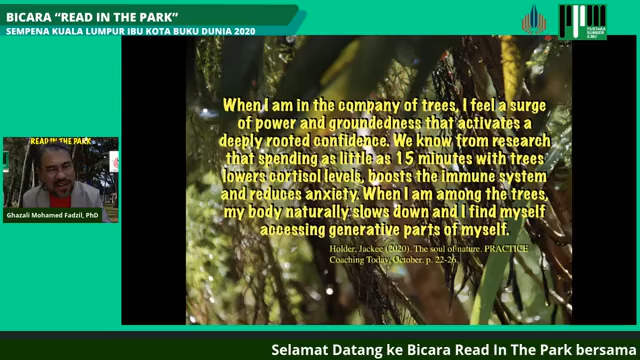 BICARA “READ IN THE PARK”
SEMPENA KUALA LUMPUR IBU KOTA BUKU DUNIA 2020
PUSTAKA
SUMBER
ILMU
When I am in the company of trees, I feel a surge
of power and groundedness that activates a
deeply rooted confidence. We know from research
that spending as little as 15 minutes with trees
lowers cortisol levels, boosts the immune system
and reduces anxiety. When I am among the trees,
my body naturally slows down and I find myself
accessing generative parts of myself.
Holder, Jackee (2020). The soul of nature. PRACTICE
Coaching Today, October, p. 22-26.
READ IN THE PARK
Ghazali Mohamed Fadzil, PhD
Selamat Datang ke Bicara Read In The Park bersama